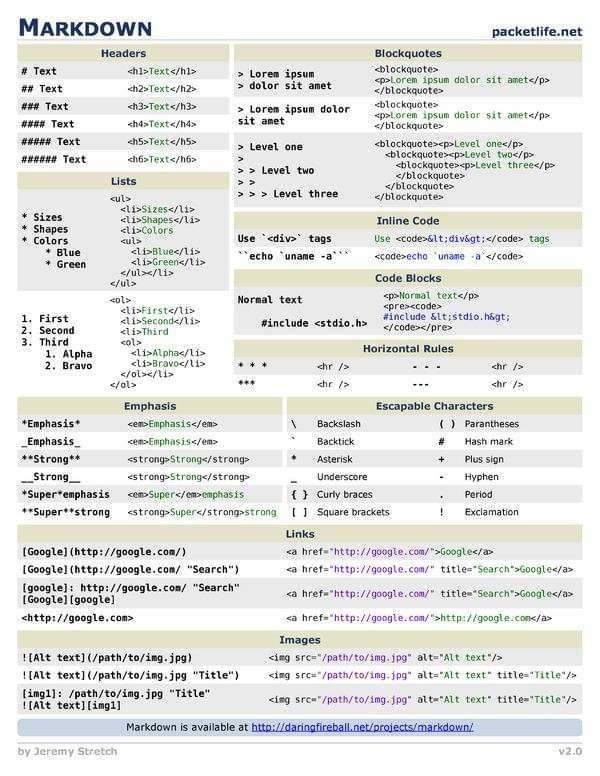 MARKDOWN packetlife.net
Headers
# Text <h1>Text</h1>
## Text <h2>Text</h2>
### Text <h3>Text</h3>
#### Text <h4>Text</h4>
##### Text <h5>Text</h5>
###### Text <h6>Text</h6>
Lists
* Sizes
* Shapes
* Colors
* Blue
* Green
<ul>
<li>Sizes</li>
<li>Shapes</li>
<li>Colors
<ul>
<li>Blue</li>
<li>Green</li>
</ul></li>
</ul>
1. First
2. Second
3. Third
1. Alpha
2. Bravo
<ol>
<li>First</li>
<li>Second</li>
<li>Third
<ol>
<li>Alpha</li>
<li>Bravo</li>
</ol></li>
</ol>
Blockquotes
> Lorem ipsum
> dolor sit amet
<blockquote>
<p>Lorem ipsum dolor sit amet</p>
</blockquote>
> Lorem ipsum dolor
sit amet
<blockquote>
<p>Lorem ipsum dolor sit amet</p>
</blockquote>
> Level one
>
> > Level two
> >
> > > Level three
<blockquote><p>Level one</p>
<blockquote><p>Level two</p>
<blockquote><p>Level three</p>
</blockquote>
</blockquote>
</blockquote>
Inline Code
Use `<div>` tags Use <code>&lt;div&gt;</code> tags
``echo `uname -a``` <code>echo `uname -a`</code>
Code Blocks
Normal text
#include <stdio.h>
<p>Normal text</p>
<pre><code>
#include &lt;stdio.h&gt;
</code></pre>
Horizontal Rules
* * * <hr /> - - - <hr />
*** <hr /> --- <hr />
Emphasis
*Emphasis* <em>Emphasis</em>
_Emphasis_ <em>Emphasis</em>
**Strong** <strong>Strong</strong>
__Strong__ <strong>Strong</strong>
*Super*emphasis <em>Super</em>emphasis
**Super**strong <strong>Super</strong>strong
Escapable Characters
\ Backslash ( ) Parantheses
` Backtick # Hash mark
* Asterisk + Plus sign
_ Underscore - Hyphen
{ } Curly braces . Period
[ ] Square brackets ! Exclamation
Links
[Google](http://google.com/) <a href="http://google.com/">Google</a>
[Google](http://google.com/ "Search") <a href="http://google.com/" title="Search">Google</a>
[google]: http://google.com/ "Search"
[Google][google]
<a href="http://google.com/" title="Search">Google</a>
<http://google.com> <a href="http://google.com/">http://google.com</a>
Images
![Alt text](/path/to/img.jpg) <img src="/path/to/img.jpg" alt="Alt text"/>
![Alt text](/path/to/img.jpg "Title") <img src="/path/to/img.jpg" alt="Alt text" title="Title"/>
[img1]: /path/to/img.jpg "Title"
![Alt text][img1]
<img src="/path/to/img.jpg" alt="Alt text" title="Title"/>
Markdown is available at http://daringfireball.net/projects/markdown/
by Jeremy Stretch v2.0